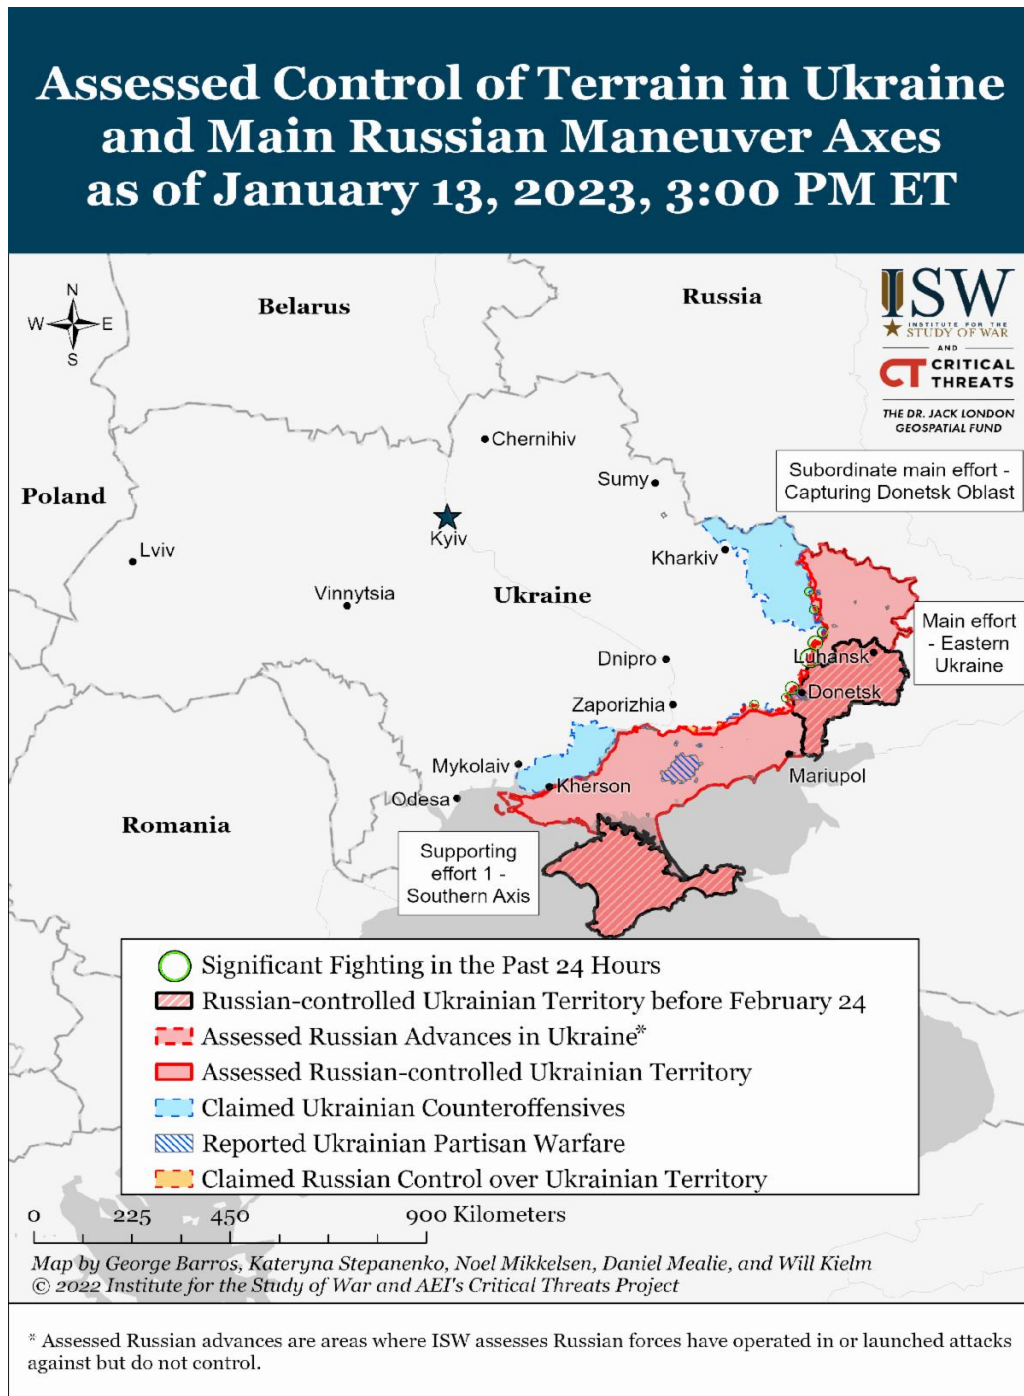 Assessed Control of Terrain in Ukraine
and Main Russian Maneuver Axes
as of January 13, 2023, 3:00 PM ET
N
W
E
S
Belarus
Russia
ISW
INSTITUTE FOR THE
STUDY OF WAR
AND
CT CRITICAL
THREATS
THE DR. JACK LONDON
GEOSPATIAL FUND
Chernihiv
Subordinate main effort -
Capturing Donetsk Oblast
Sumy
Poland
Kyiv
Lviv
Kharkiv
Vinnytsia
Ukraine
Main effort
- Eastern
Ukraine
Dnipro
Luhansk
Donetsk
Zaporizhia
Mykolaiv
Mariupol
Kherson
Odesa
Romania
Supporting
effort 1 -
Southern Axis
Significant Fighting in the Past 24 Hours
Russian-controlled Ukrainian Territory before February 24
Assessed Russian Advances in Ukraine*
Assessed Russian-controlled Ukrainian Territory
Claimed Ukrainian Counteroffensives
Reported Ukrainian Partisan Warfare
Claimed Russian Control over Ukrainian Territory
0 225 450 900 Kilometers
Map by George Barros, Kateryna Stepanenko, Noel Mikkelsen, Daniel Mealie, and Will Kielm
© 2022 Institute for the Study of War and AEI's Critical Threats Project
* Assessed Russian advances are areas where ISW assesses Russian forces have operated in or launched attacks
against but do not control.